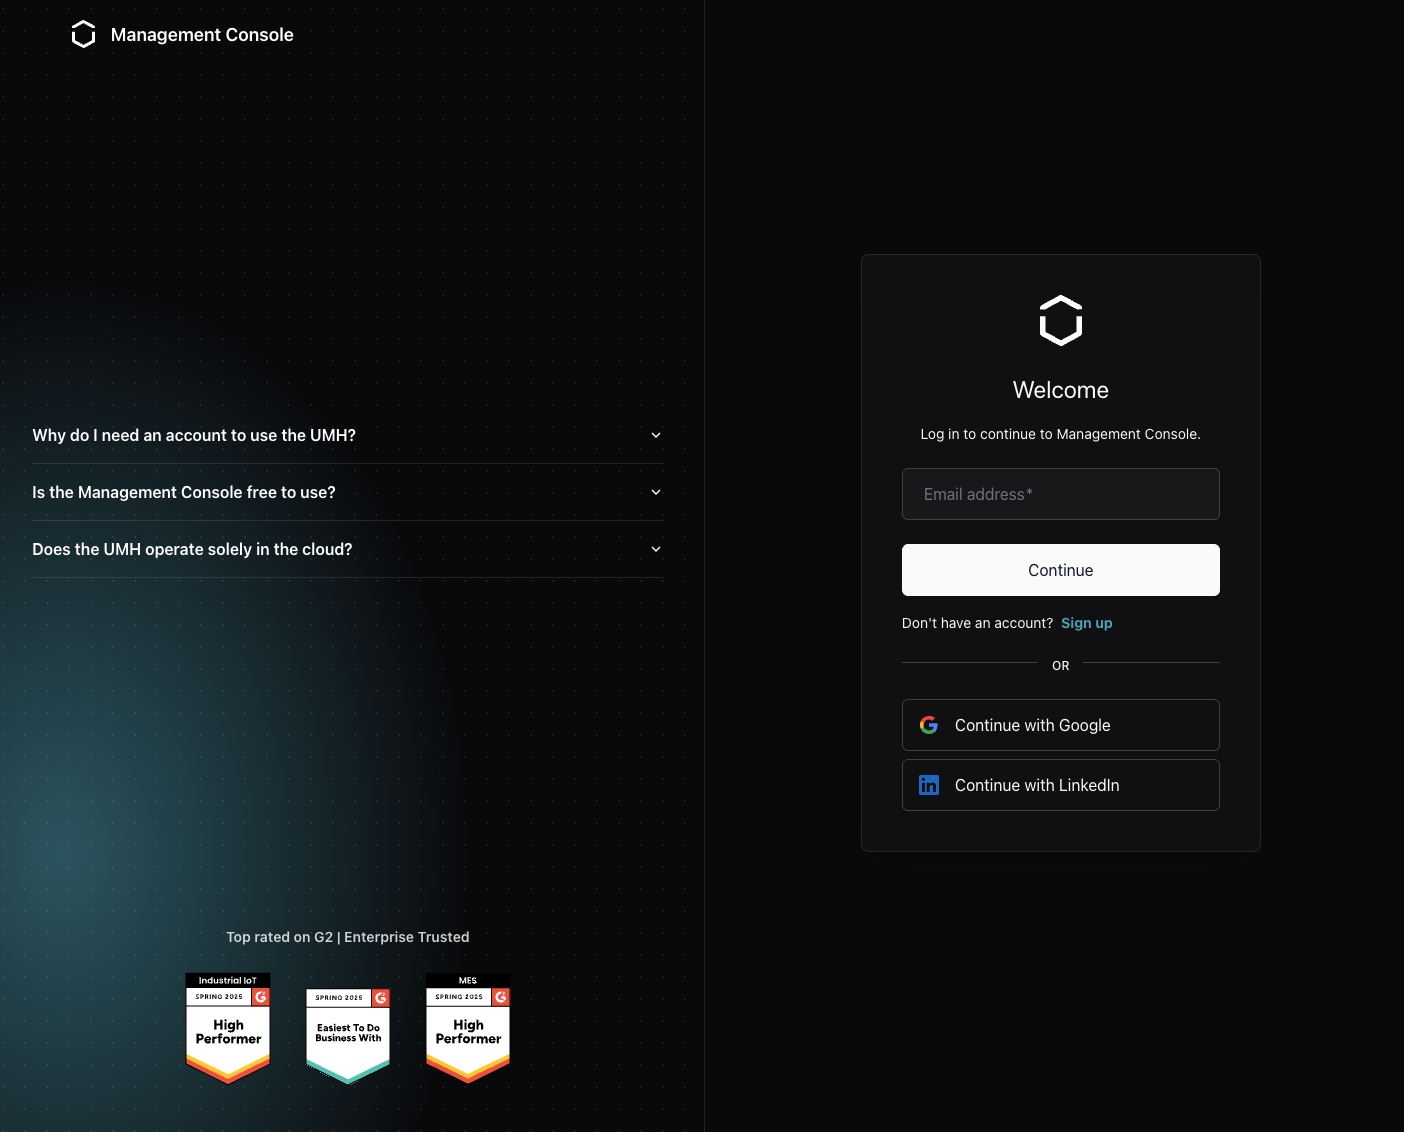 Management Console
Why do I need an account to use the UMH?
Is the Management Console free to use?
Does the UMH operate solely in the cloud?
Top rated on G2 | Enterprise Trusted
Industrial IoT
SPRING 2025
High
Performer
SPRING 2025
Easiest To Do
Business With
MES
SPRING 2025
High
Performer
Welcome
Log in to continue to Management Console.
Email address*
Continue
Don't have an account? Sign up
OR
Continue with Google
Continue with LinkedIn